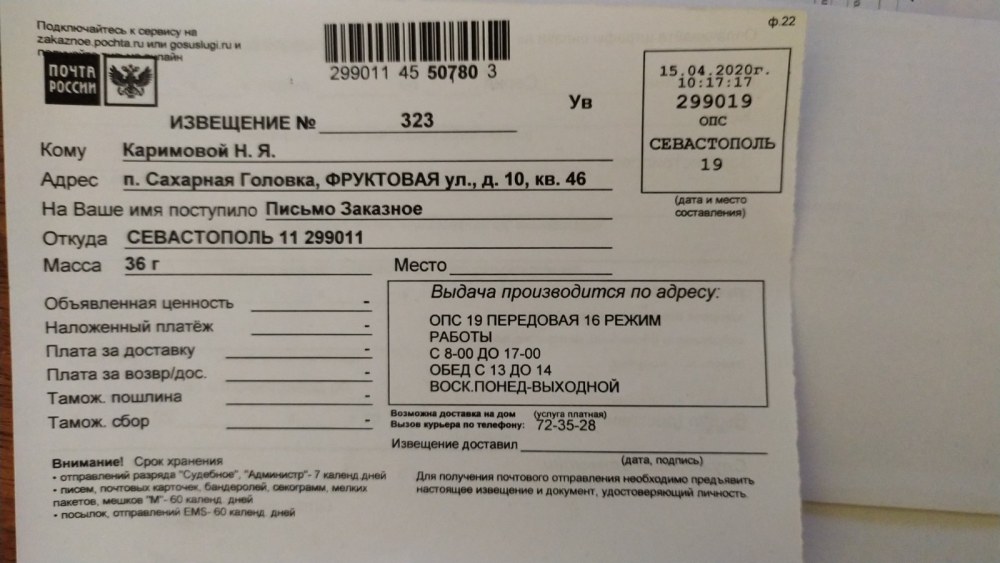 Подключайтесь к сервису на
zakaznoe.pochta.ru или gosuslugi.ru и
ф.22
299011 45 50780 3
ПОЧТА
РОССИИ
Ув
ИЗВЕЩЕНИЕ № 323
15.04.2020г.
10:17:17
299019
ОПС
СЕВАСТОПОЛЬ
19
(дата и место
составления)
Кому Каримовой Н. Я.
Адрес п. Сахарная Головка, ФРУКТОВАЯ ул., д. 10, кв. 46
На Ваше имя поступило Письмо Заказное
Откуда СЕВАСТОПОЛЬ 11 299011
Масса 36 г Место
Объявленная ценность -
Наложенный платёж -
Плата за доставку -
Плата за возвр/дос. -
Тамож. пошлина -
Тамож. сбор -
Выдача производится по адресу:
ОПС 19 ПЕРЕДОВАЯ 16 РЕЖИМ
РАБОТЫ
С 8-00 ДО 17-00
ОБЕД С 13 ДО 14
ВОСК.ПОНЕД-ВЫХОДНОЙ
Возможна доставка на дом (услуга платная)
Вызов курьера по телефону: 72-35-28
Извещение доставил
(дата, подпись)
Внимание! Срок хранения
• отправлений разряда "Судебное", "Администр"- 7 календ дней
• писем, почтовых карточек, бандеролей, секограмм, мелких
пакетов, мешков "М"- 60 календ дней
• посылок, отправлений EMS- 60 календ дней
Для получения почтового отправления необходимо предъявить
настоящее извещение и документ, удостоверяющий личность.